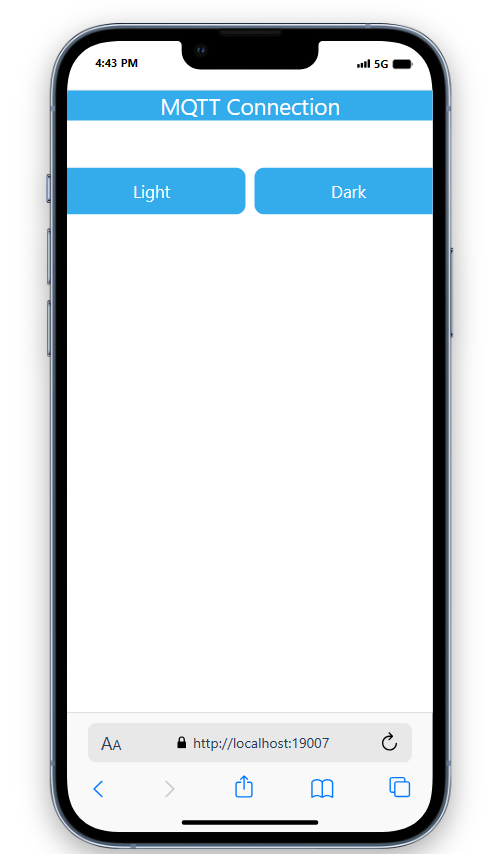 4:43 PM 5G
MQTT Connection
Light Dark
AA http://localhost:19007